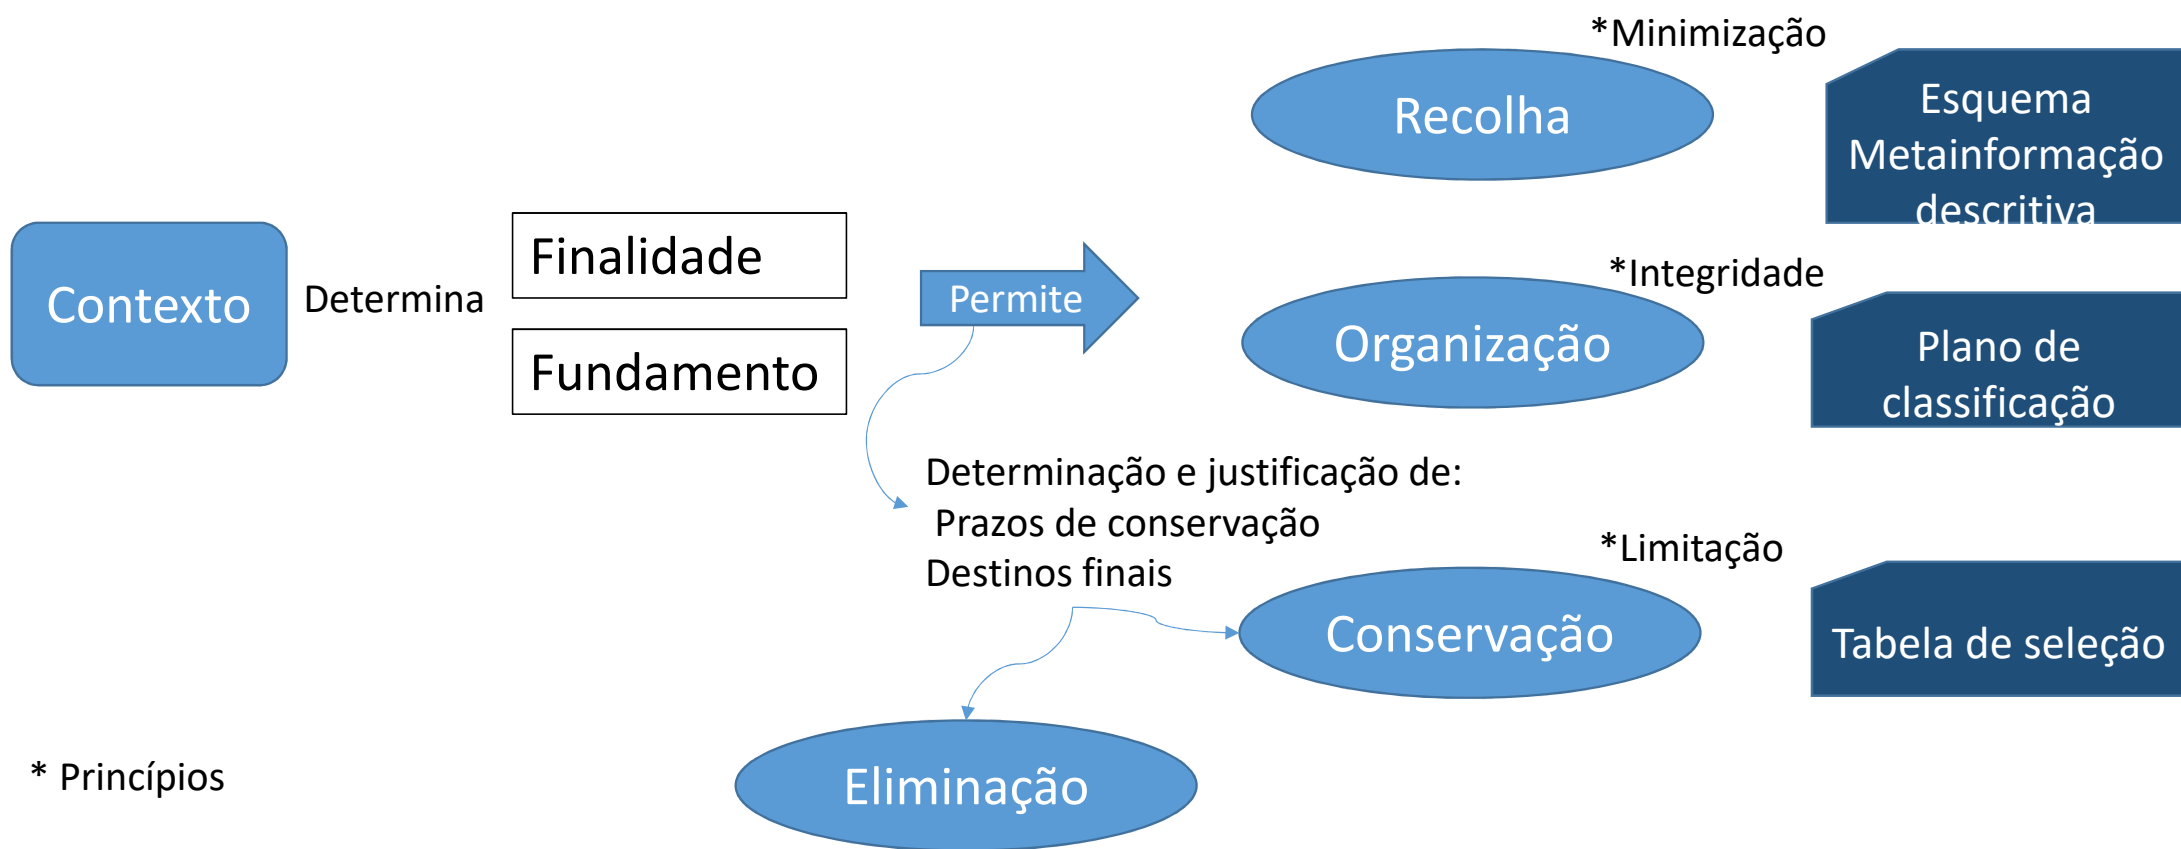 *Minimização
Recolha
Esquema
Metainformação
descritiva
Contexto
Determina
Finalidade
Fundamento
Permite
*Integridade
Organização
Plano de
classificação
Determinação e justificação de:
Prazos de conservação
Destinos finais
*Limitação
Conservação
Tabela de seleção
Eliminação
* Princípios